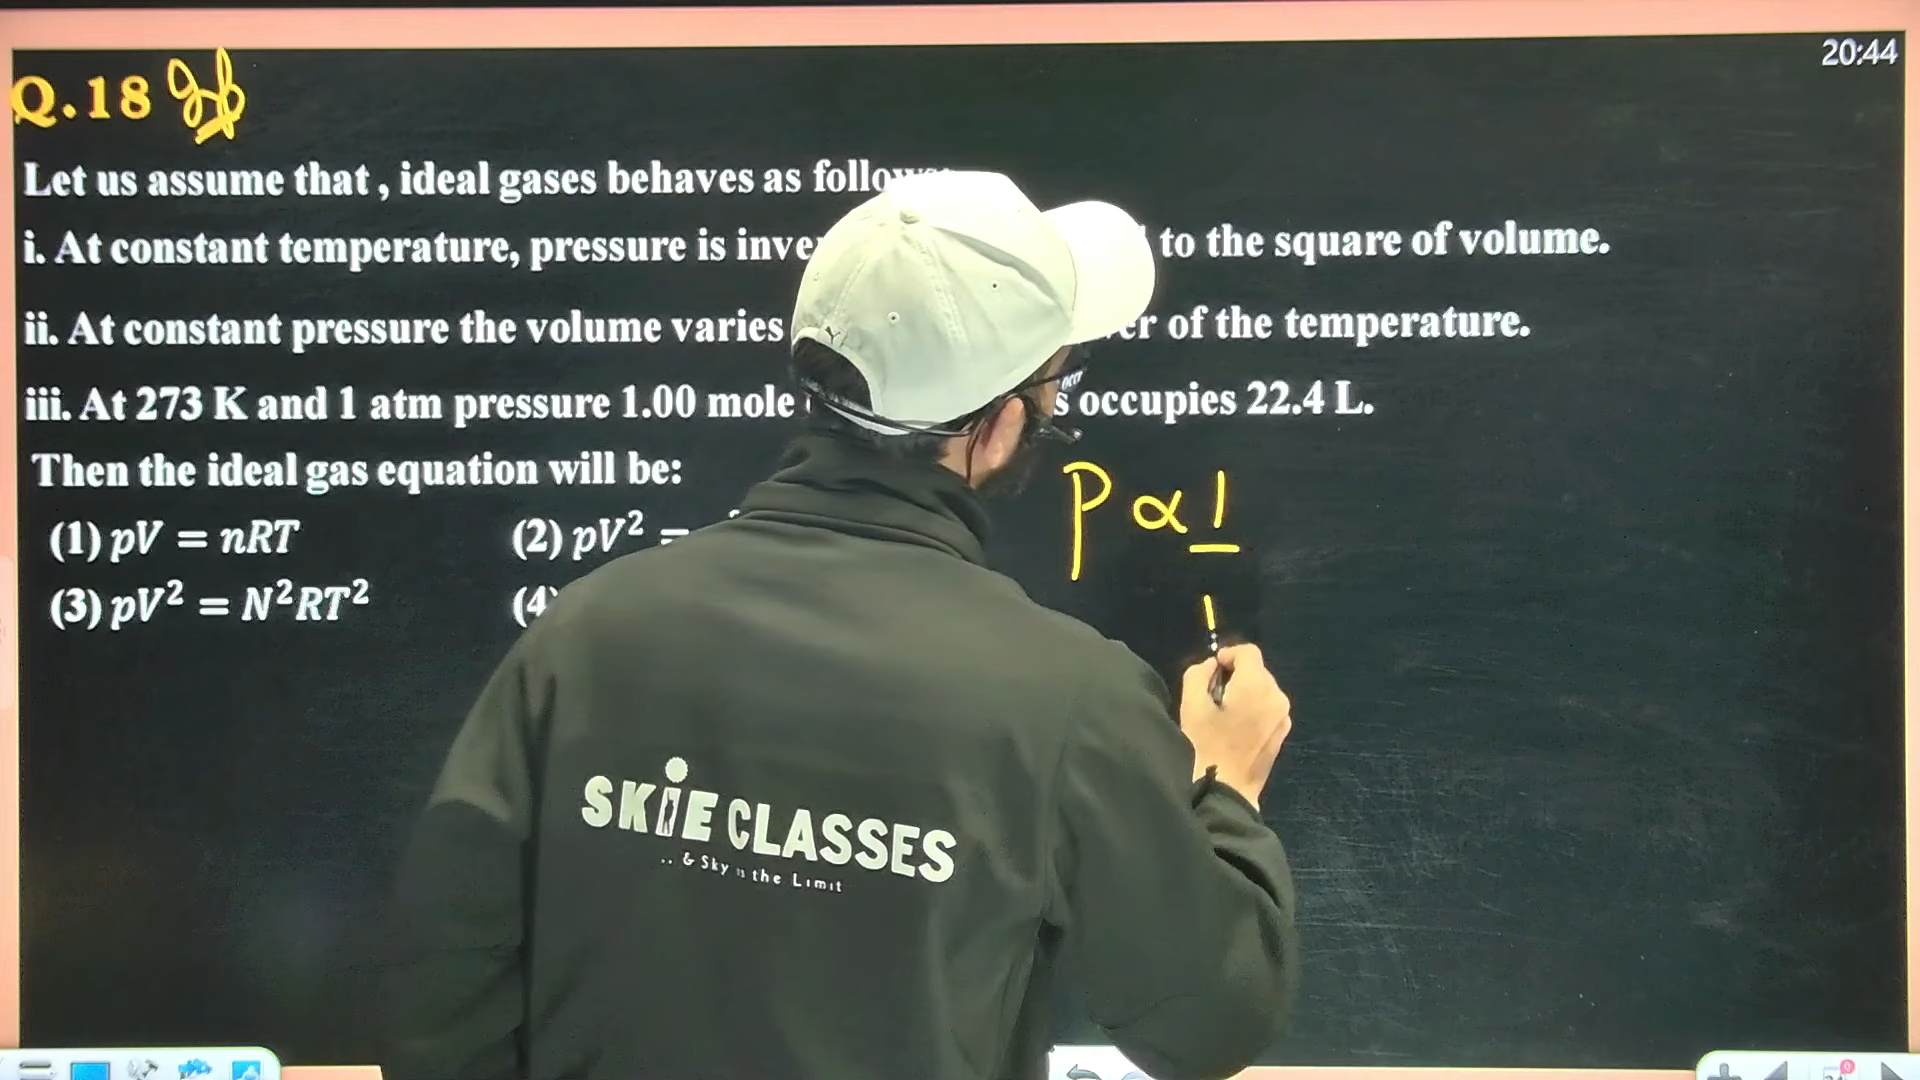 20:44
Q.18
Let us assume that , ideal gases behaves as
i. At constant temperature, pressure is to the square of volume.
ii. At constant pressure the volume varies of the temperature.
iii. At 273 K and 1 atm pressure 1.00 mole occupies 22.4 L.
Then the ideal gas equation will be:
(1) pV = nRT (2) pV² =
(3) pV² = N²RT² (4)
P ∝ 1
SKIE CLASSES
.. & Sky is the Limit